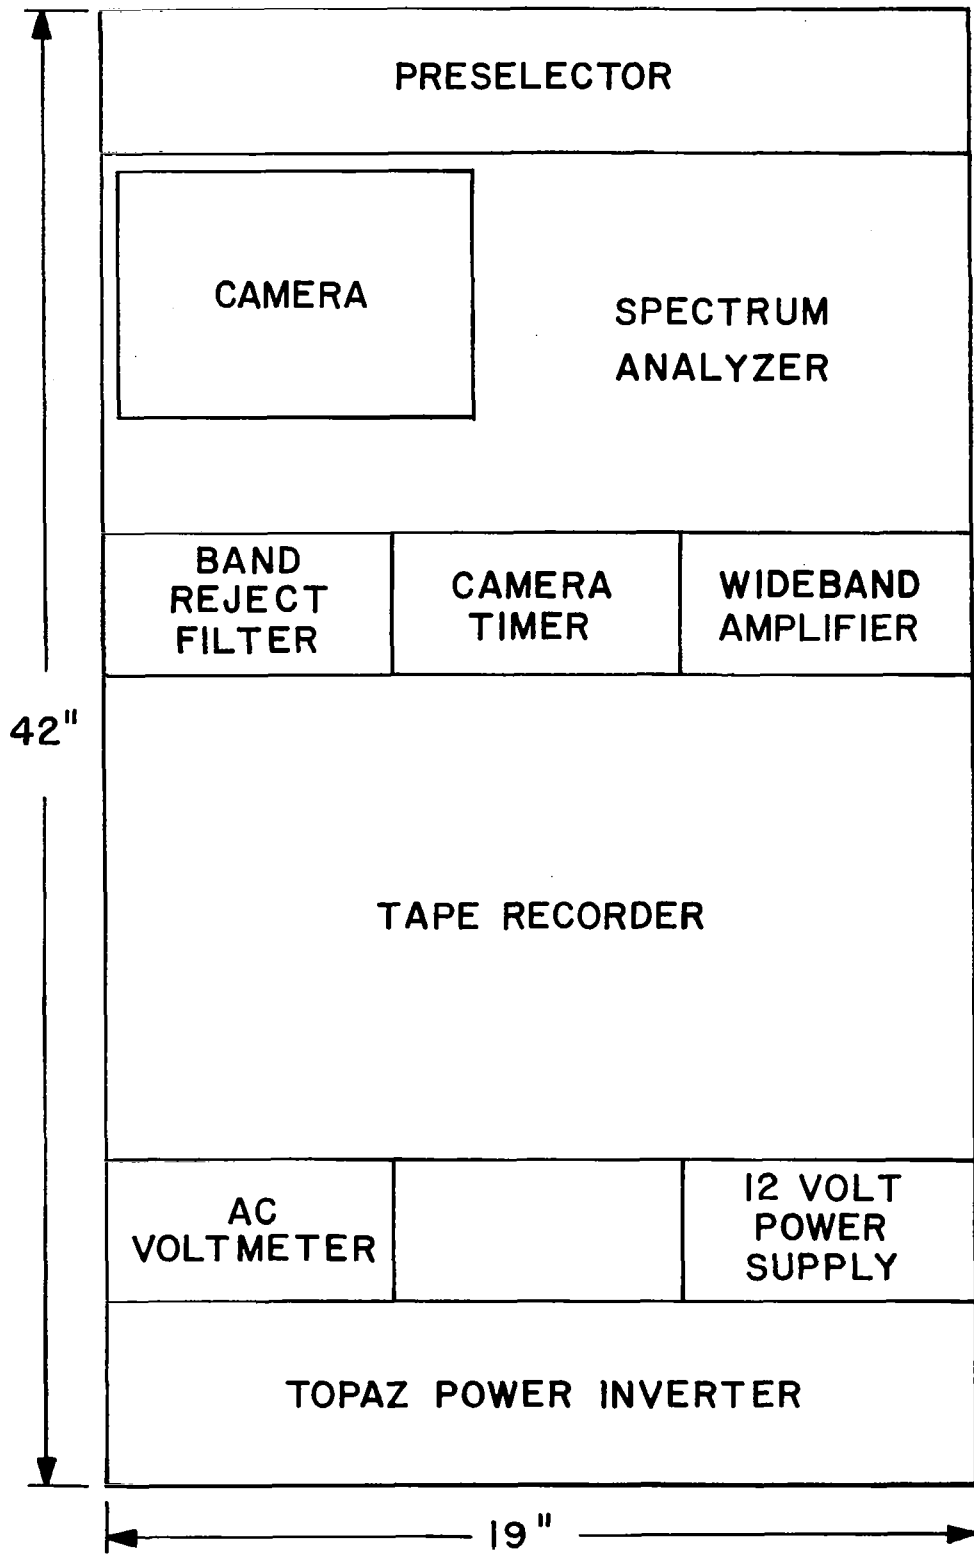 PRESELECTOR
CAMERA
SPECTRUM
ANALYZER
BAND
REJECT
FILTER
CAMERA
TIMER
WIDEBAND
AMPLIFIER
42"
TAPE RECORDER
AC
VOLTMETER
12 VOLT
POWER
SUPPLY
TOPAZ POWER INVERTER
19"